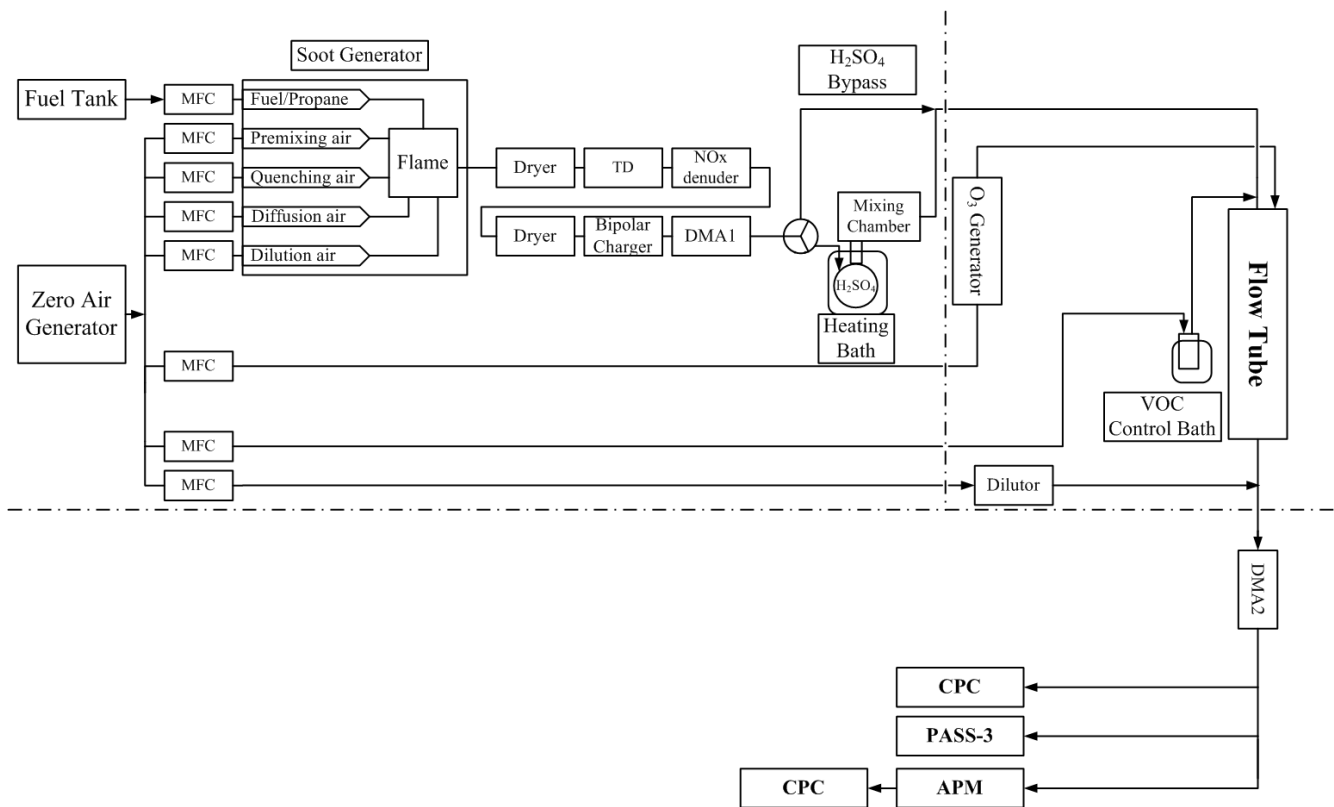 Soot Generator
H₂SO₄
Bypass
Fuel Tank
MFC
Fuel/Propane
MFC
Premixing air
Flame
MFC
Quenching air
MFC
Diffusion air
MFC
Dilution air
Dryer
TD
NOx
denuder
Dryer
Bipolar
Charger
DMA1
Mixing
Chamber
H₂SO₄
Heating
Bath
O₃ Generator
Flow Tube
Zero Air
Generator
MFC
VOC
Control Bath
MFC
MFC
Dilutor
DMA2
CPC
PASS-3
CPC
APM